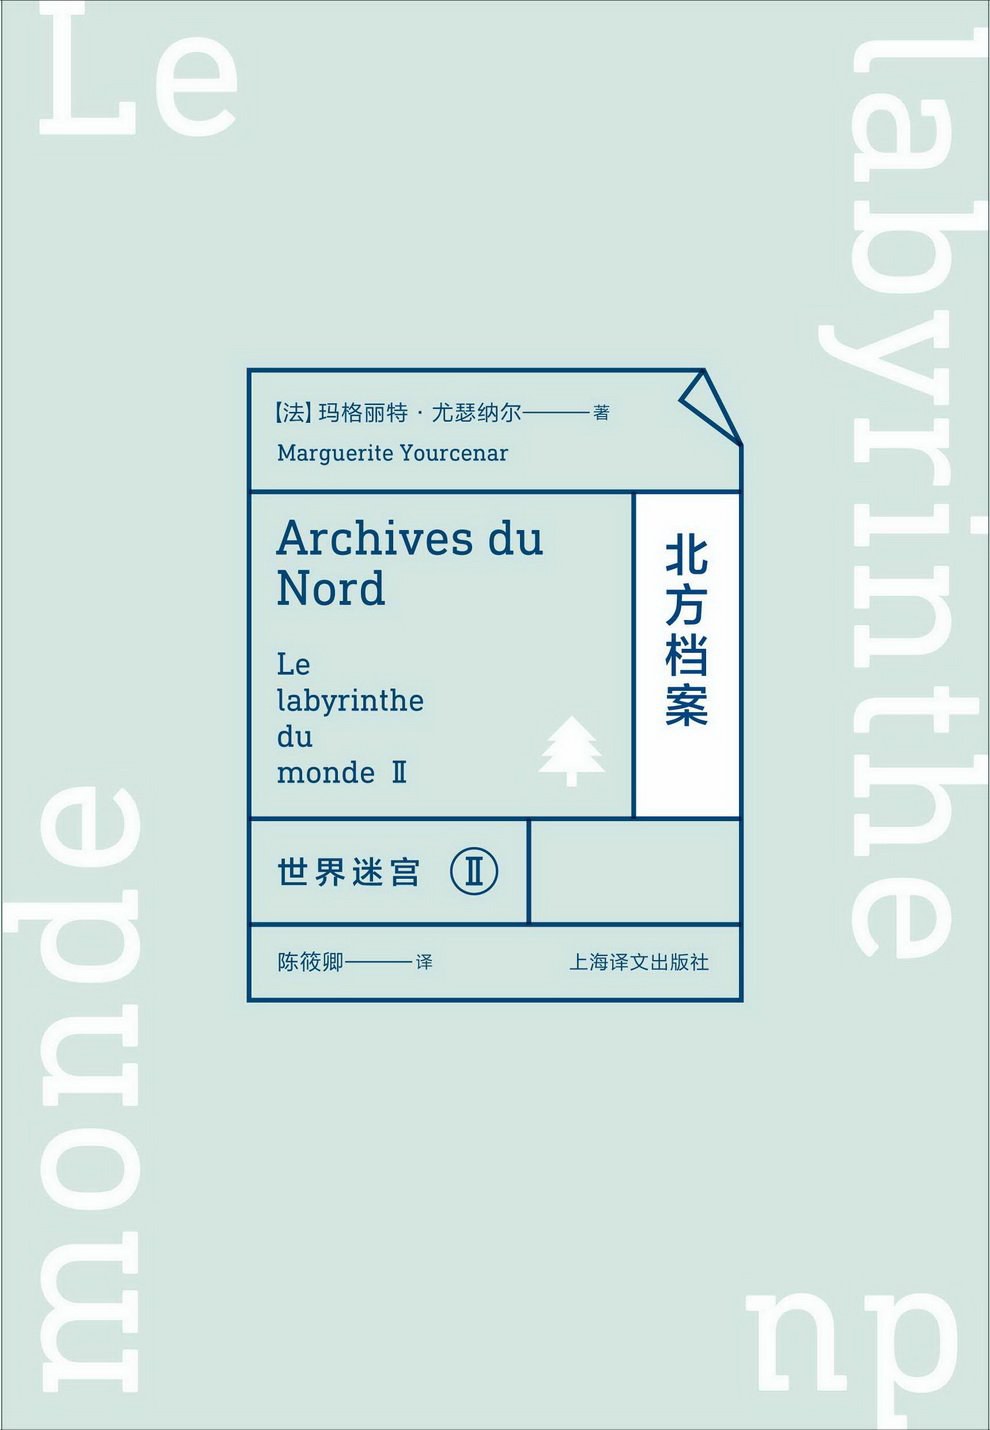 Le
labyrinthe
【法】玛格丽特·尤瑟纳尔——著
Marguerite Yourcenar
Archives du
Nord
北方档案
Le
labyrinthe
du
monde Ⅱ
世界迷宫 Ⅱ
陈筱卿——译
上海译文出版社
du
monde